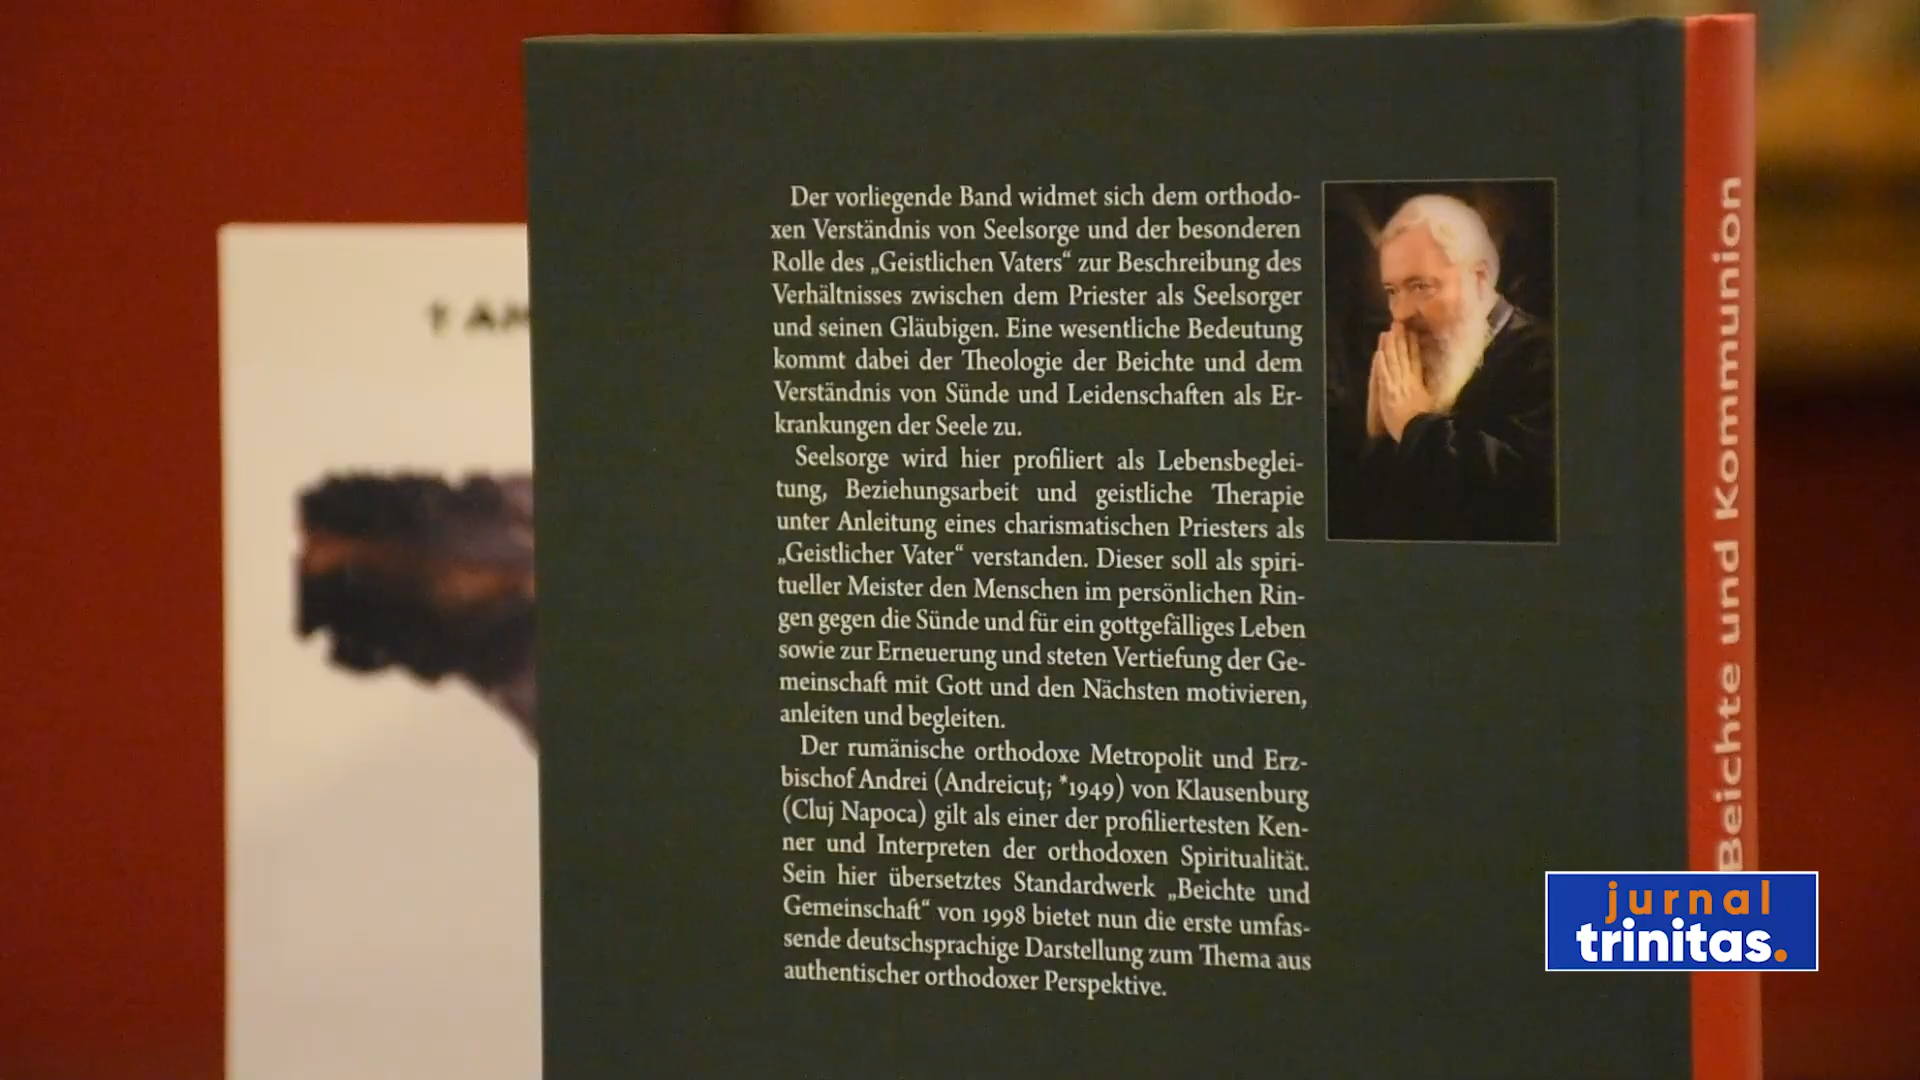 † AN
Der vorliegende Band widmet sich dem orthodo-
xen Verständnis von Seelsorge und der besonderen
Rolle des „Geistlichen Vaters“ zur Beschreibung des
Verhältnisses zwischen dem Priester als Seelsorger
und seinen Gläubigen. Eine wesentliche Bedeutung
kommt dabei der Theologie der Beichte und dem
Verständnis von Sünde und Leidenschaften als Er-
krankungen der Seele zu.
Seelsorge wird hier profiliert als Lebensbeglei-
tung, Beziehungsarbeit und geistliche Therapie
unter Anleitung eines charismatischen Priesters als
„Geistlicher Vater“ verstanden. Dieser soll als spiri-
tueller Meister den Menschen im persönlichen Rin-
gen gegen die Sünde und für ein gottgefälliges Leben
sowie zur Erneuerung und steten Vertiefung der Ge-
meinschaft mit Gott und den Nächsten motivieren,
anleiten und begleiten.
Der rumänische orthodoxe Metropolit und Erz-
bischof Andrei (Andreicuţ; *1949) von Klausenburg
(Cluj Napoca) gilt als einer der profiliertesten Ken-
ner und Interpreten der orthodoxen Spiritualität.
Sein hier übersetztes Standardwerk „Beichte und
Gemeinschaft“ von 1998 bietet nun die erste umfas-
sende deutschsprachige Darstellung zum Thema aus
authentischer orthodoxer Perspektive.
Beichte und Kommunion
jurnal
trinitas.